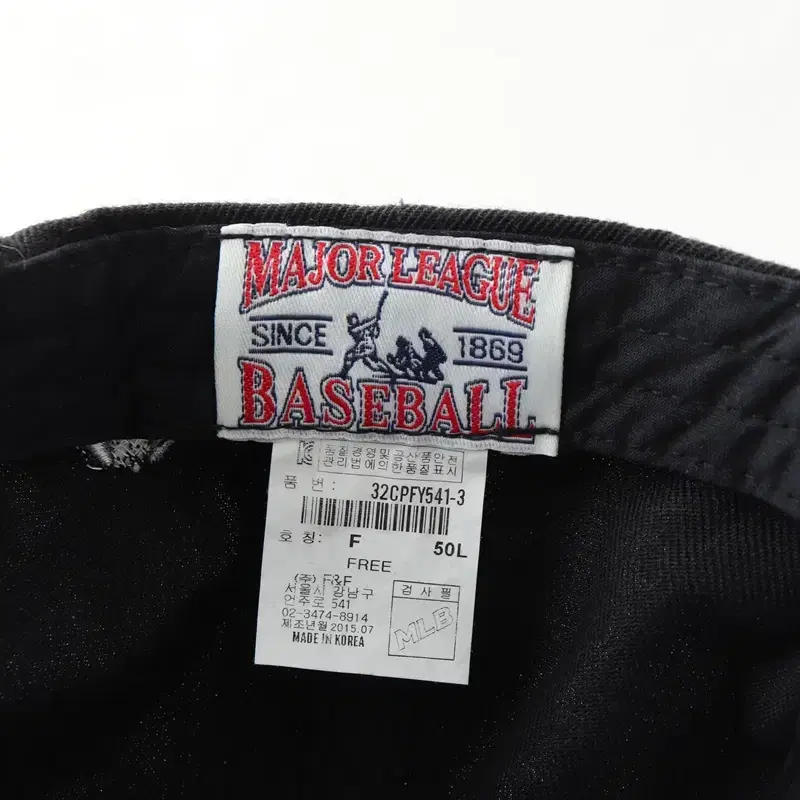 MAJOR LEAGUE
SINCE 1869
BASEBALL
품질경영및공산품안전
관리법에의한품질표시
품 번: 32CPFY541-3
호칭: F 50L
FREE
(주) F&F
서울시 강남구
언주로 541
02-3474-8914
제조년월 2015.07
MADE IN KOREA
검사필
MLB